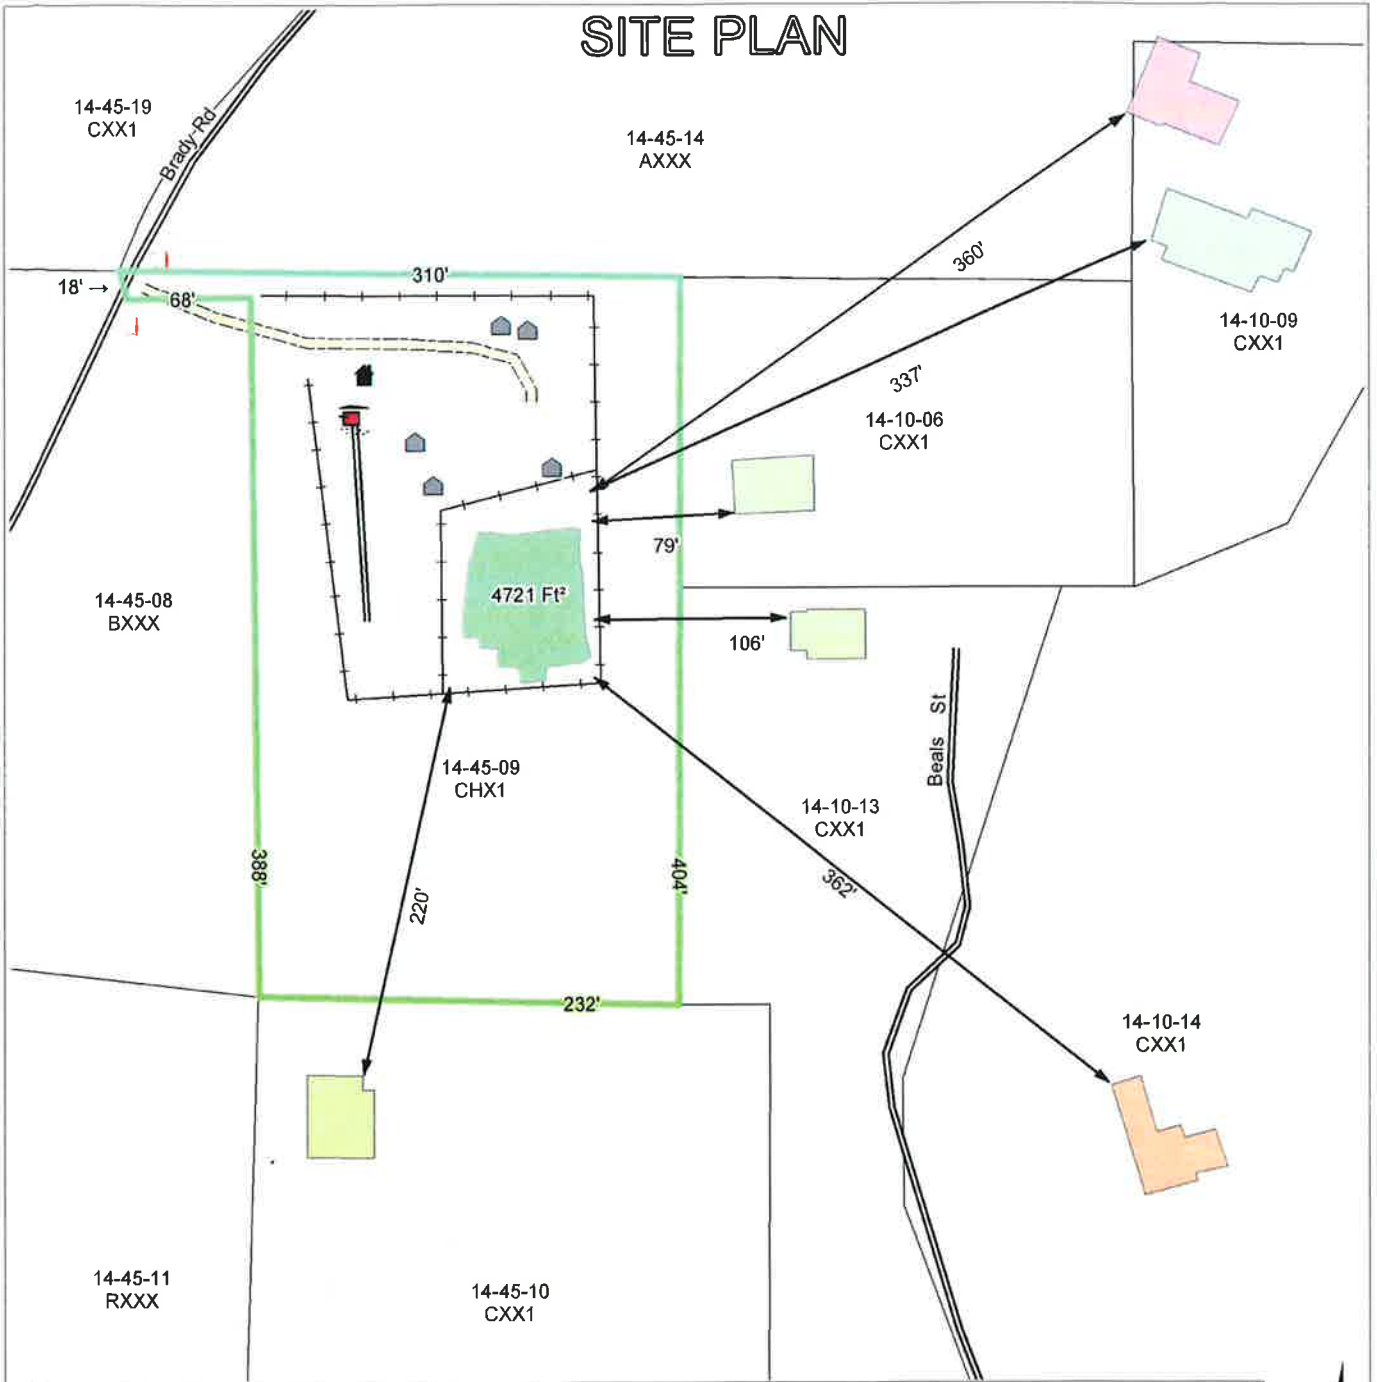 SITE PLAN
14-45-19
CXX1
Brady Rd
14-45-14
AXXX
360'
310'
18' →
68'
337'
14-10-09
CXX1
14-10-06
CXX1
79'
4721 Ft²
14-45-08
BXXX
106'
Beals St
14-45-09
CHX1
14-10-13
CXX1
388'
404'
362'
220'
232'
14-10-14
CXX1
14-45-11
RXXX
14-45-10
CXX1